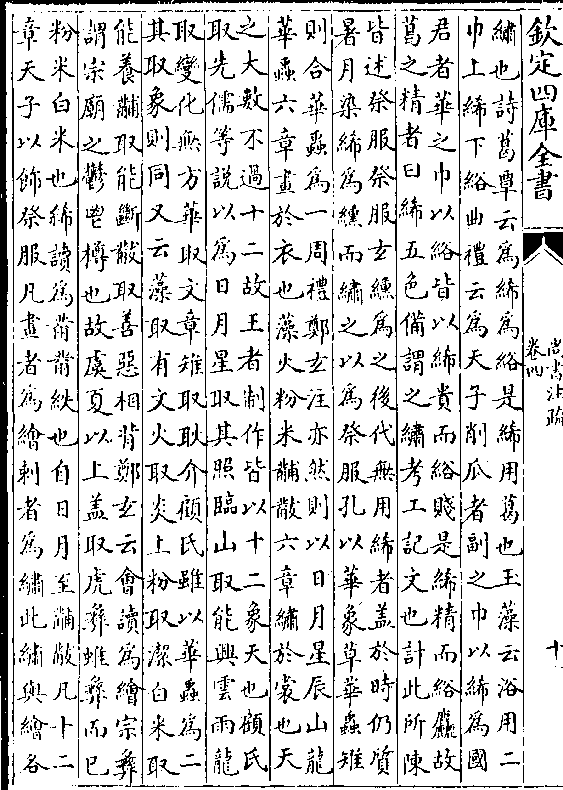 欽定四庫全書
尚書注疏
卷四
十
繡也詩葛覃云為絺為綌是絺用葛也玉藻云浴用二
巾上絺下綌曲禮云為天子削瓜者副之巾以絺為國
君者華之巾以綌皆以絺貴而綌賤是絺精而綌麤故
葛之精者曰絺五色備謂之繡考工記文也計此所陳
皆述祭服祭服玄纁為之後代無用絺者盖於時仍質
暑月染絺為纁而繡之以為祭服孔以華象草華蟲雉
則合華蟲為一周禮鄭玄注亦然則以日月星辰山龍
華蟲六章畫於衣也藻火粉米黼黻六章繡於裳也天
之大數不過十二故王者制作皆以十二象天也顧氏
取先儒等說以為日月星取其照臨山取能興雲雨龍
取變化無方華取文章雉取耿介顧氏雖以華蟲為二
其取象則同又云藻取有文火取炎上粉取潔白米取
能養黼取能斷黻取善惡相背鄭玄云會讀為繪宗彝
謂宗廟之鬱鬯樽也故虞夏以上盖取虎彝蜼彝而已
粉米白米也絺讀為黹黹紩也自日月至黼黻凡十二
章天子以飾祭服凡畫者為繪刺者為繡此繡與繪各